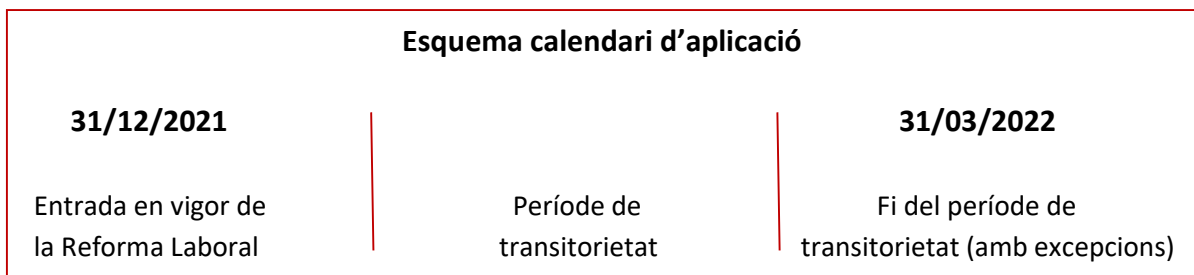 Esquema calendari d’aplicació
31/12/2021
31/03/2022
Entrada en vigor de
la Reforma Laboral
Període de
transitorietat
Fi del període de
transitorietat (amb excepcions)